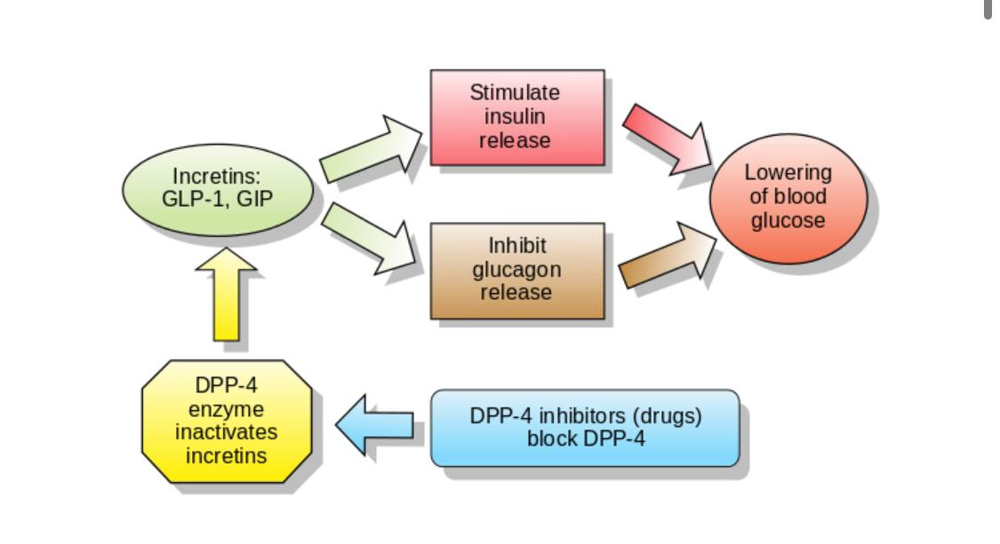 Stimulate
insulin
release
Incretins:
GLP-1, GIP
Lowering
of blood
glucose
Inhibit
glucagon
release
DPP-4
enzyme
inactivates
incretins
DPP-4 inhibitors (drugs)
block DPP-4